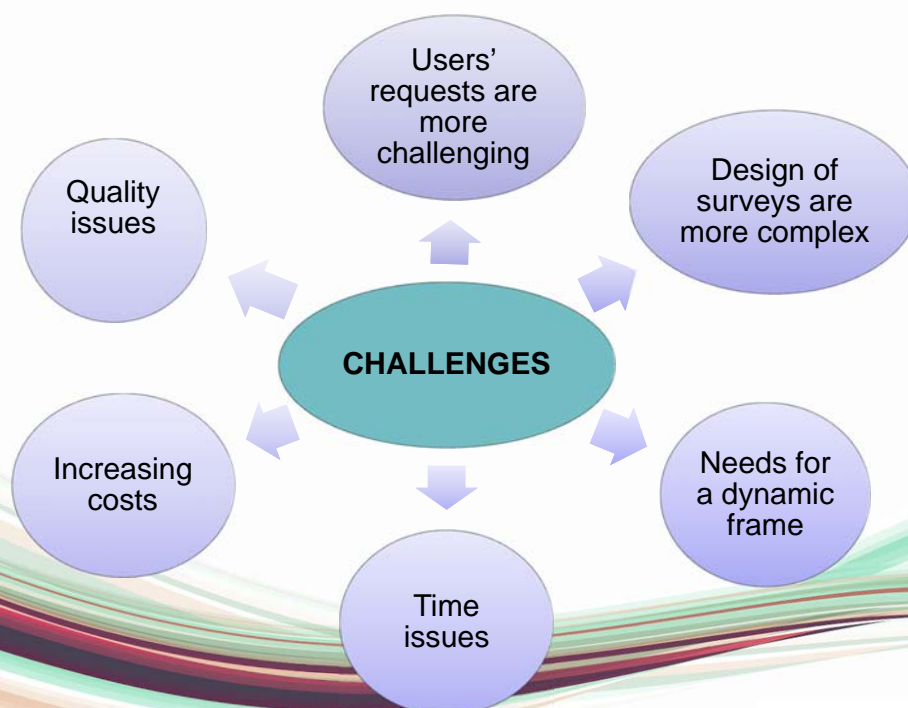 Users’
requests are
more
challenging
Design of
surveys are
more complex
Needs for
a dynamic
frame
Time
issues
Increasing
costs
Quality
issues
CHALLENGES